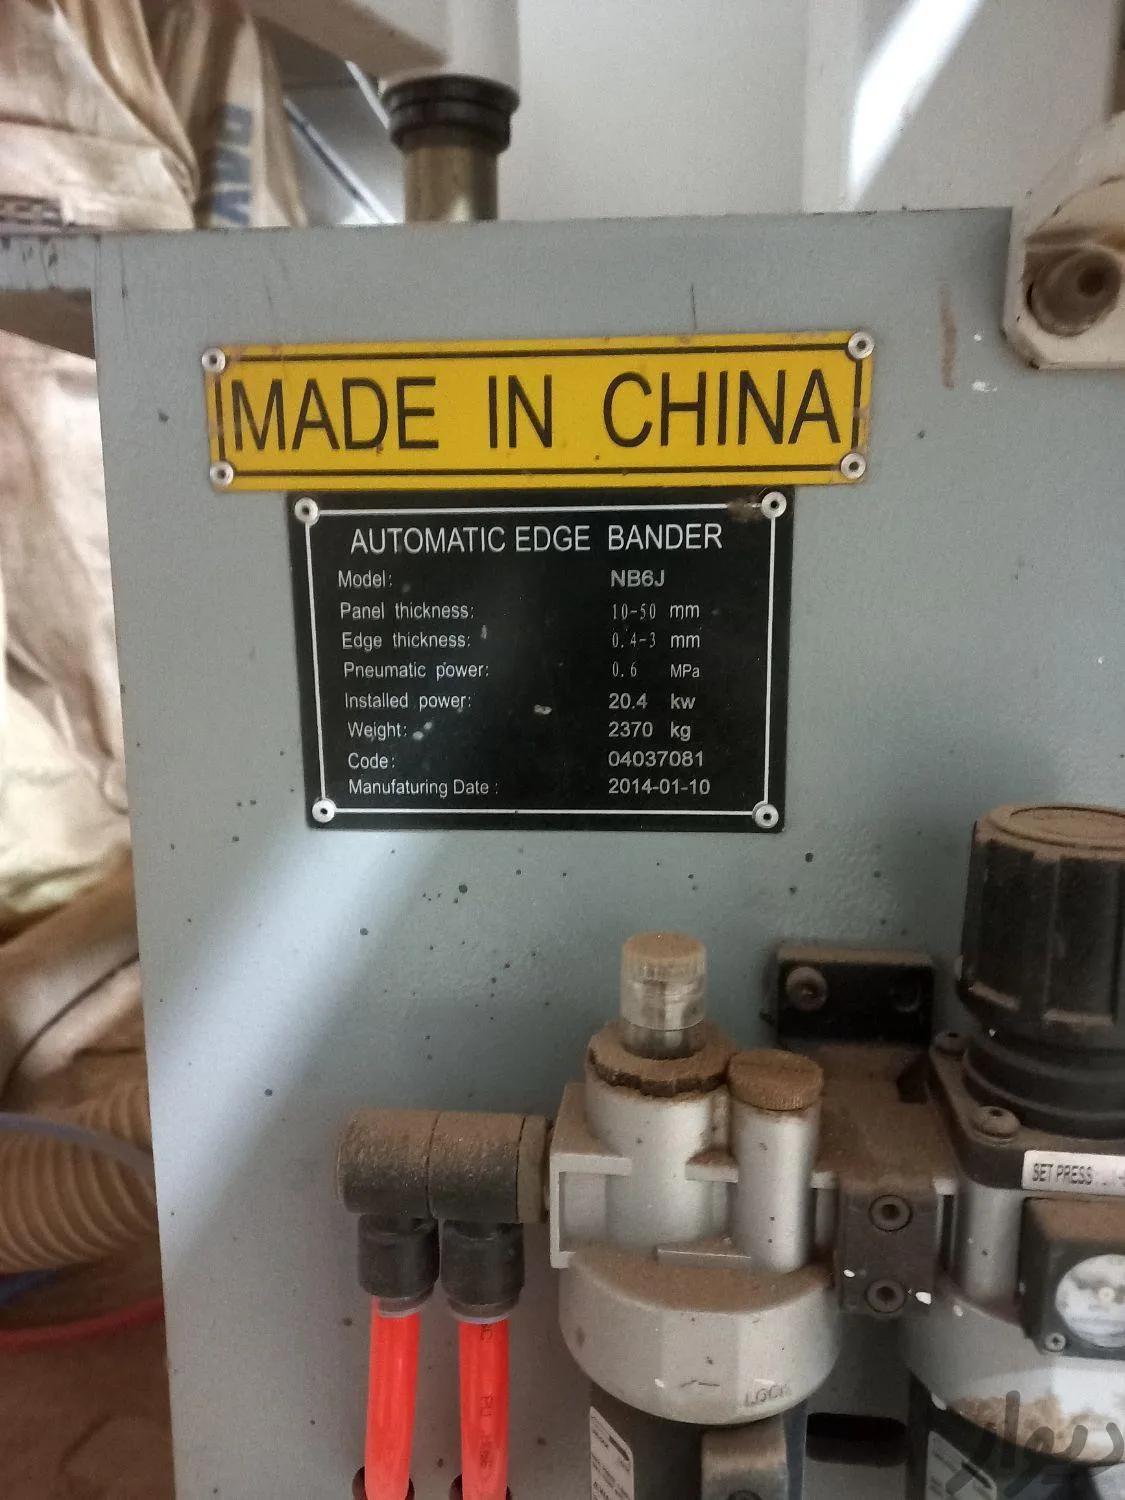 MADE IN CHINA
AUTOMATIC EDGE BANDER
Model: NB6J
Panel thickness: 10-50 mm
Edge thickness: 0.4-3 mm
Pneumatic power: 0.6 MPa
Installed power: 20.4 kw
Weight: 2370 kg
Code: 04037081
Manufaturing Date: 2014-01-10
SET PRESS
LOCK
دیوار